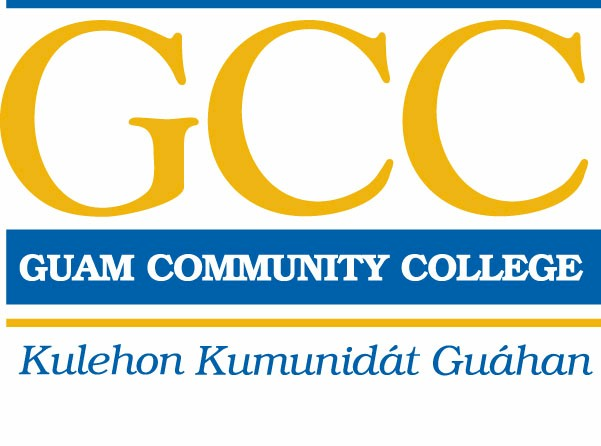 GCC
GUAM COMMUNITY COLLEGE
Kulehon Kumunidát Guáhan